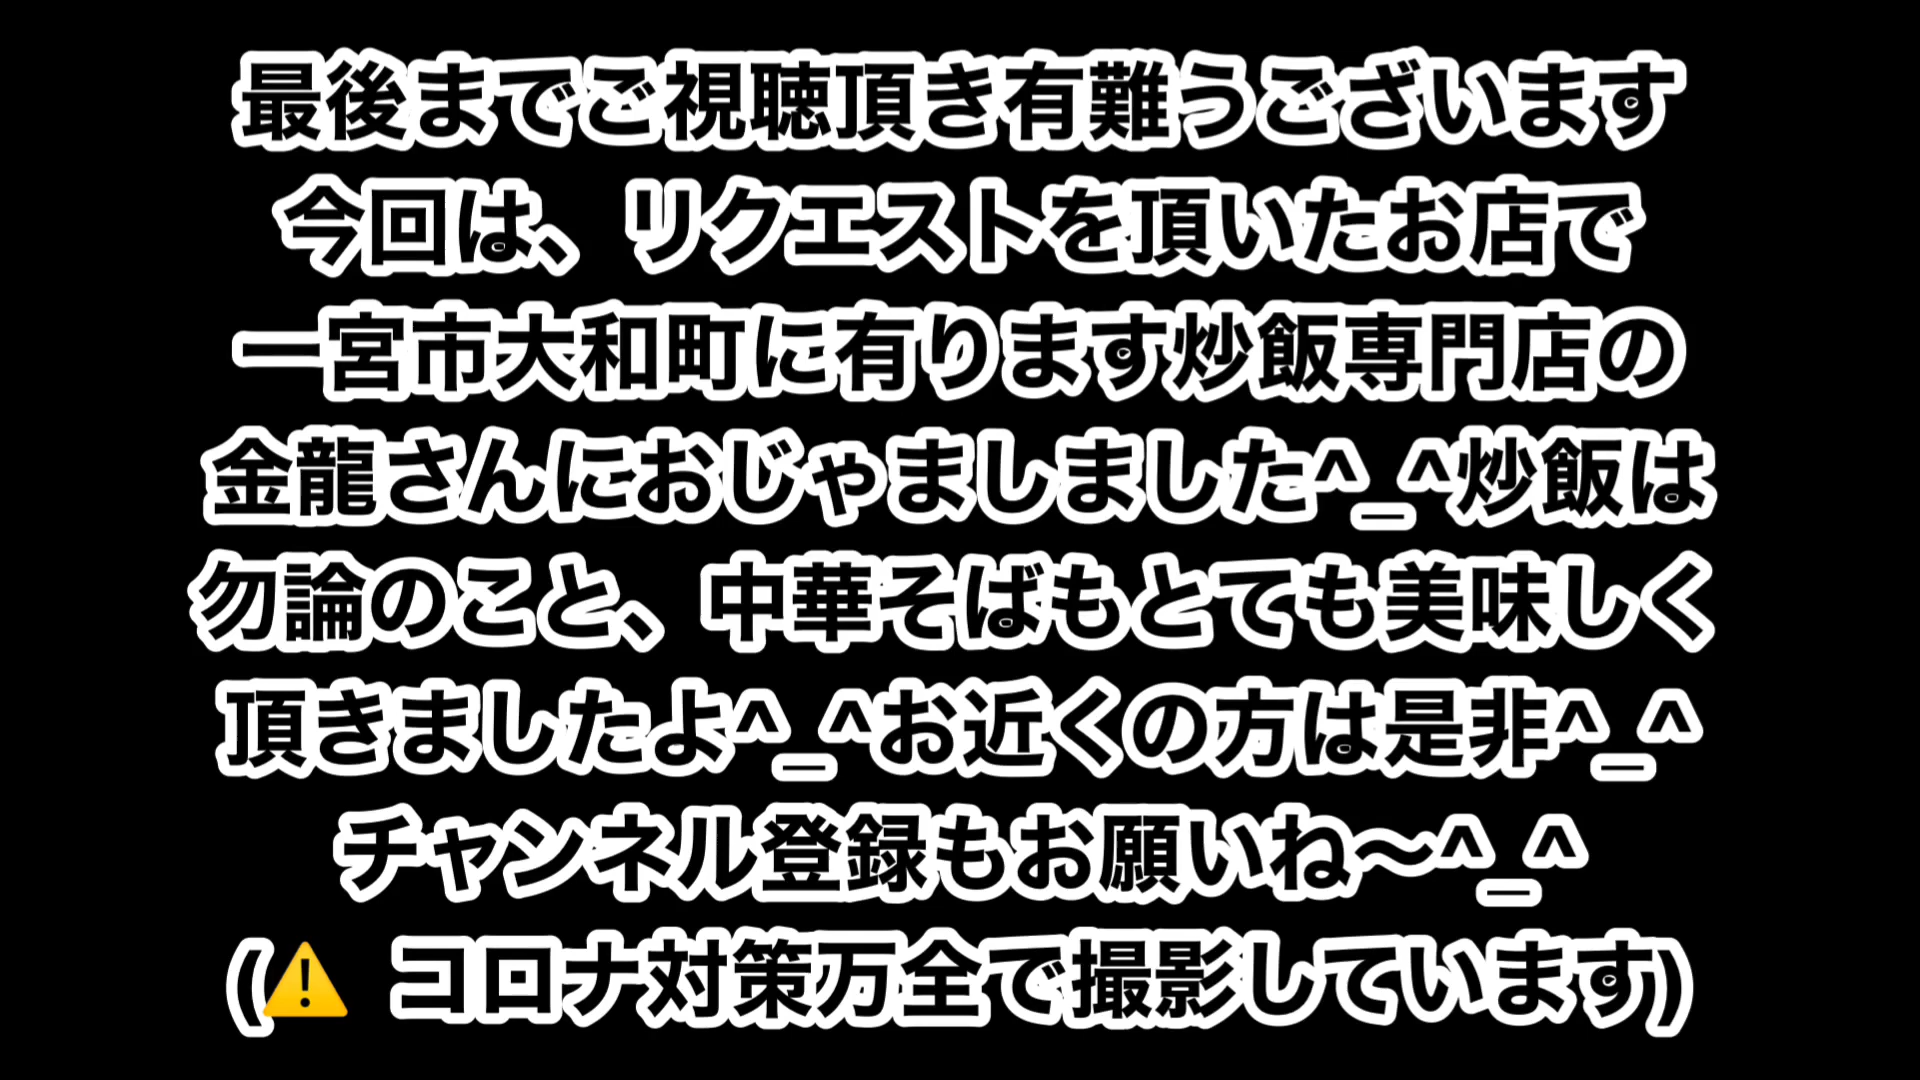 最後までご視聴頂き有難うございます
今回は、リクエストを頂いたお店で
一宮市大和町に有ります炒飯専門店の
金龍さんにおじゃましました^_^炒飯は
勿論のこと、中華そばもとても美味しく
頂きましたよ^_^お近くの方は是非^_^
チャンネル登録もお願いね〜^_^
(⚠️ コロナ対策万全で撮影しています)